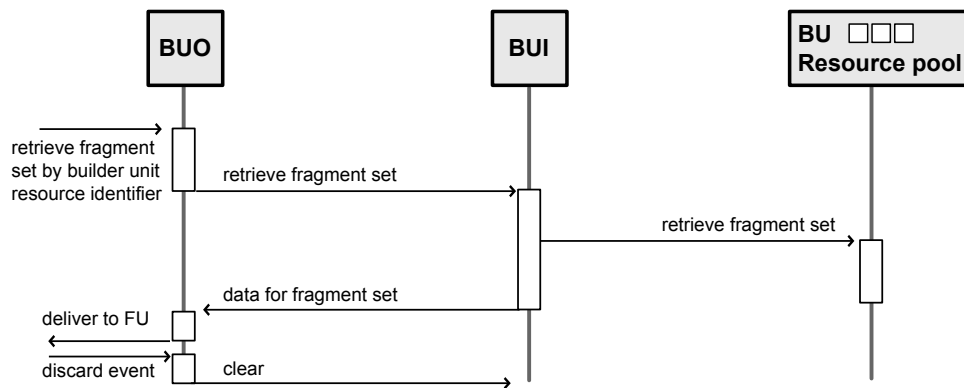 BUO
BUI
BU
Resource pool
retrieve fragment
set by builder unit
resource identifier
retrieve fragment set
retrieve fragment set
data for fragment set
deliver to FU
discard event
clear